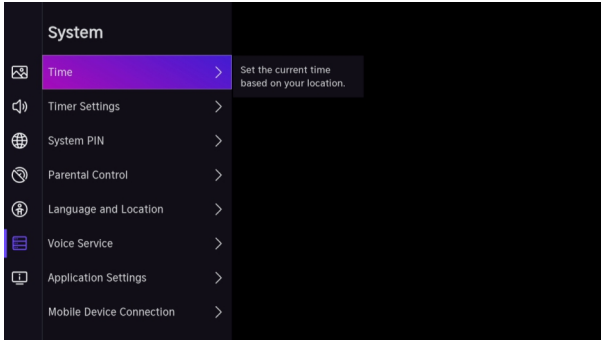 System
Time
Set the current time
based on your location.
Timer Settings
System PIN
Parental Control
Language and Location
Voice Service
Application Settings
Mobile Device Connection